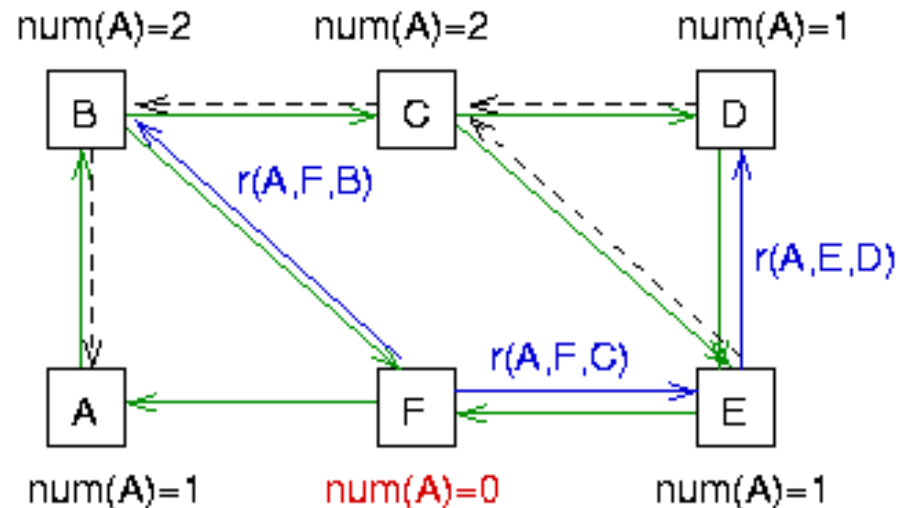 num(A)=2 num(A)=2 num(A)=1
B C D
r(A,F,B)
r(A,E,D)
r(A,F,C)
A F E
num(A)=1 num(A)=0 num(A)=1